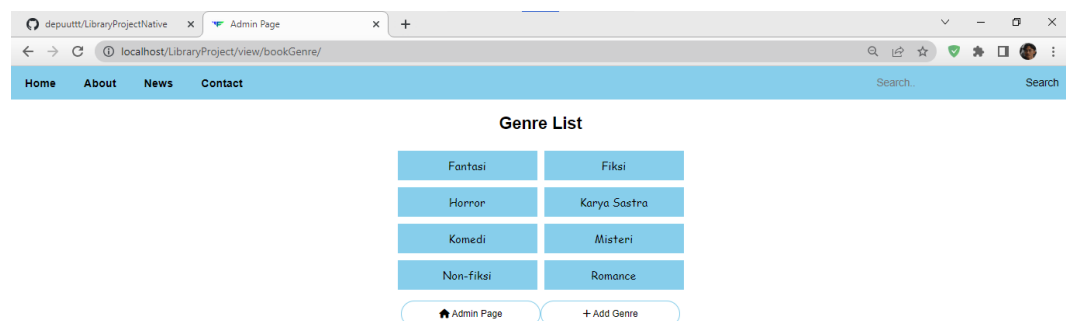 depuuttt/LibraryProjectNative Admin Page
localhost/LibraryProject/view/bookGenre/
Home About News Contact Search.. Search
Genre List
Fantasi Fiksi
Horror Karya Sastra
Komedi Misteri
Non-fiksi Romance
Admin Page + Add Genre